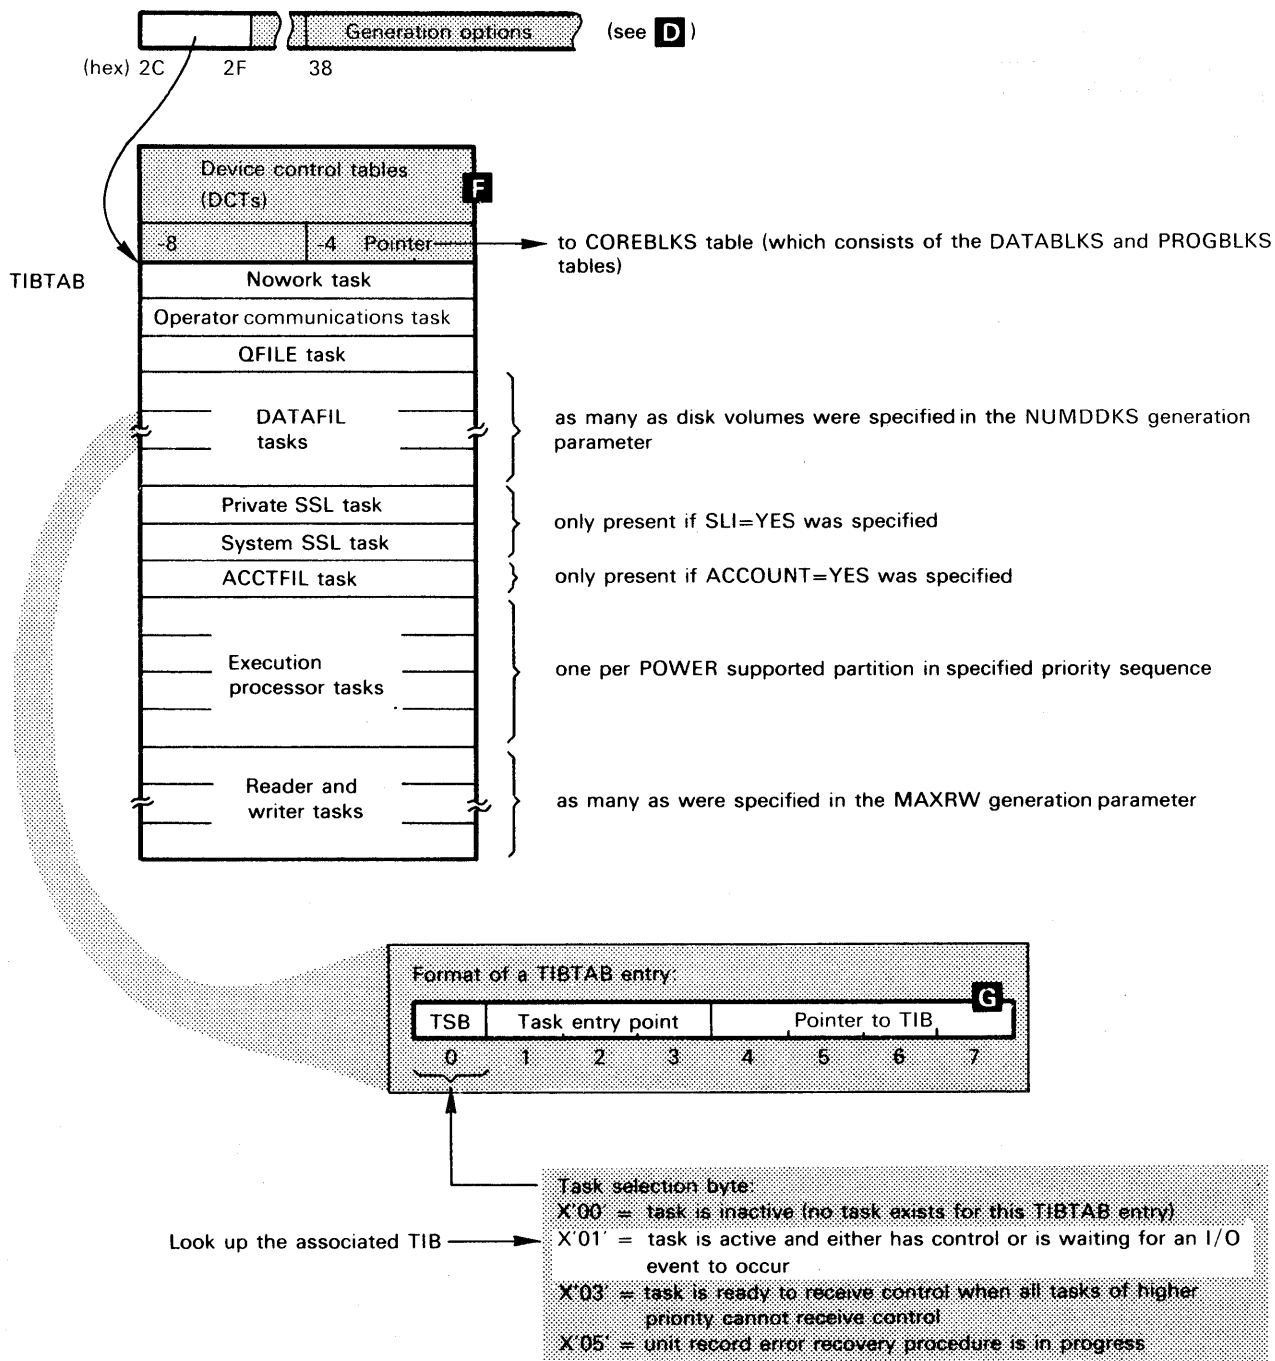 Generation options (see D)
(hex) 2C 2F 38
Device control tables
(DCTs)
F
-8 -4 Pointer to COREBLKS table (which consists of the DATABLKS and PROGBLKS
tables)
TIBTAB Nowork task
Operator communications task
QFILE task
DATAFIL
tasks
as many as disk volumes were specified in the NUMDDKS generation
parameter
Private SSL task
System SSL task
only present if SLI=YES was specified
ACCTFIL task only present if ACCOUNT=YES was specified
Execution
processor tasks
one per POWER supported partition in specified priority sequence
Reader and
writer tasks
as many as were specified in the MAXRW generation parameter
Format of a TIBTAB entry:
G
TSB Task entry point Pointer to TIB
0 1 2 3 4 5 6 7
Task selection byte:
X'00' = task is inactive (no task exists for this TIBTAB entry)
Look up the associated TIB X'01' = task is active and either has control or is waiting for an I/O
event to occur
X'03' = task is ready to receive control when all tasks of higher
priority cannot receive control
X'05' = unit record error recovery procedure is in progress